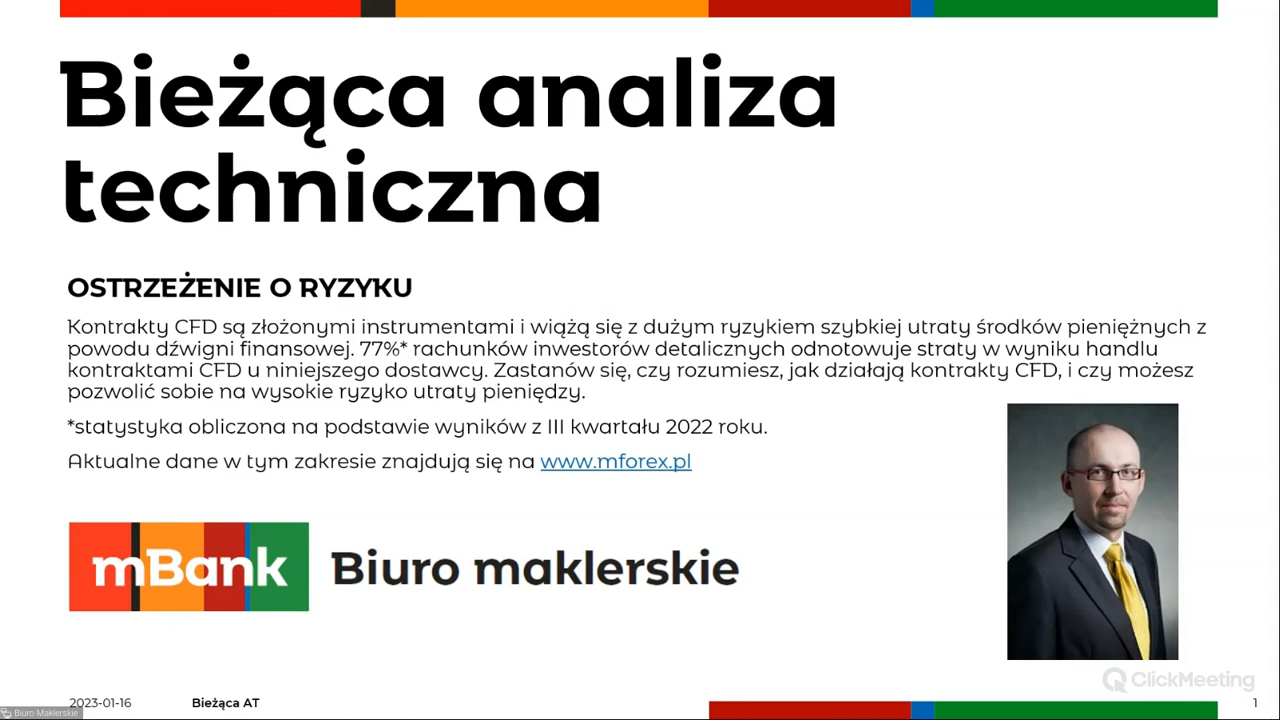 Bieżąca analiza
techniczna
OSTRZEŻENIE O RYZYKU
Kontrakty CFD są złożonymi instrumentami i wiążą się z dużym ryzykiem szybkiej utraty środków pieniężnych z
powodu dźwigni finansowej. 77%* rachunków inwestorów detalicznych odnotowuje straty w wyniku handlu
kontraktami CFD u niniejszego dostawcy. Zastanów się, czy rozumiesz, jak działają kontrakty CFD, i czy możesz
pozwolić sobie na wysokie ryzyko utraty pieniędzy.
*statystyka obliczona na podstawie wyników z III kwartału 2022 roku.
Aktualne dane w tym zakresie znajdują się na www.mforex.pl
mBank Biuro maklerskie
ClickMeeting
2023-01-16 Bieżąca AT 1
Biuro Maklerskie